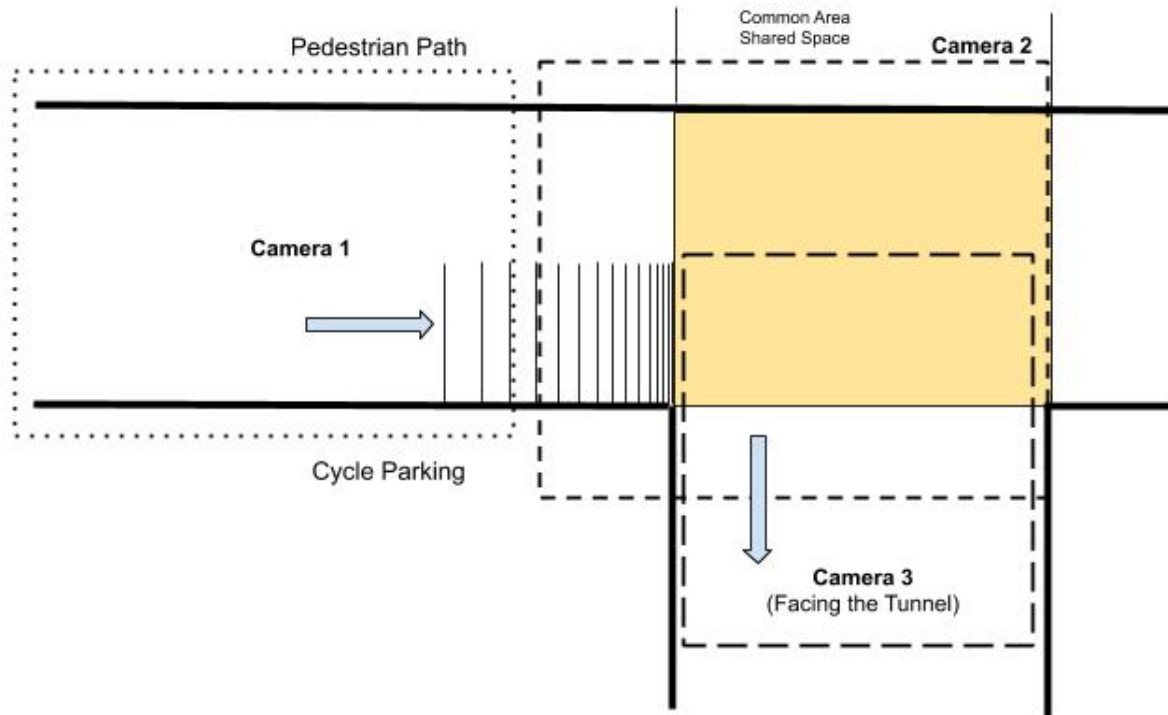 Common Area
Shared Space
Pedestrian Path
Camera 2
Camera 1
Cycle Parking
Camera 3
(Facing the Tunnel)